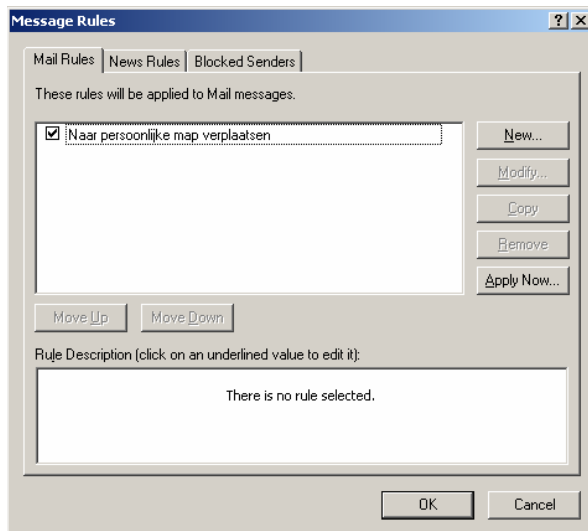 Message Rules
Mail Rules News Rules Blocked Senders
These rules will be applied to Mail messages.
Naar persoonlijke map verplaatsen
New...
Modify...
Copy
Remove
Apply Now...
Move Up Move Down
Rule Description (click on an underlined value to edit it):
There is no rule selected.
OK Cancel